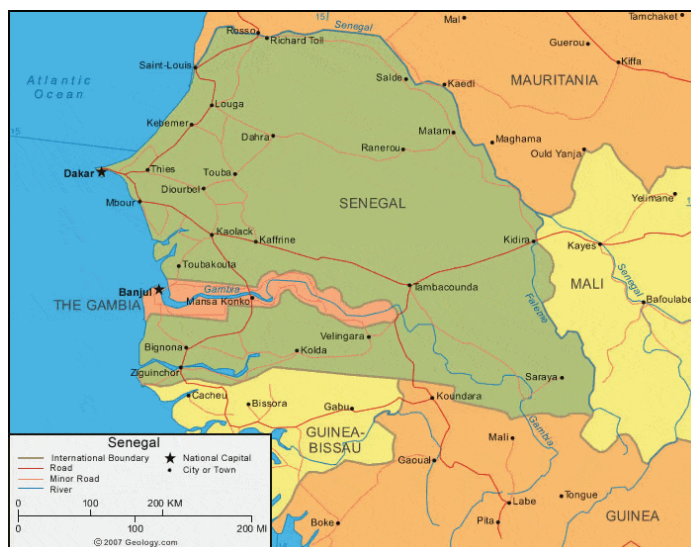 15
Senegal
Mal
Tamchaket
Rosso
Richard Toll
Guerou
Kiffa
Saint-Louis
Salde
Kaedi
MAURITANIA
Atlantic
Ocean
Louga
Kebemer
Dahra
Matam
Maghama
15
Ranerou
Ould Yanja
Dakar
Thies
Touba
Diourbel
Yelimane
Mbour
SENEGAL
Kaolack
Kaffrine
Kidira
Kayes
Toubakouta
MALI
Senegal
Banjul
Gambia
Tambacounda
Faleme
THE GAMBIA
Mansa Konko
Bafoulabe
Bignona
Velingara
Kolda
Ziguinchor
Saraya
Cacheu
Bissora
Gabu
Koundara
Gambia
GUINEA-
BISSAU
Mali
Gaoual
Tongue
Labe
GUINEA
Boke
Pita
Senegal
International Boundary
National Capital
Road
City or Town
Minor Road
River
0 100 200 KM
0 100 200 MI
© 2007 Geology.com